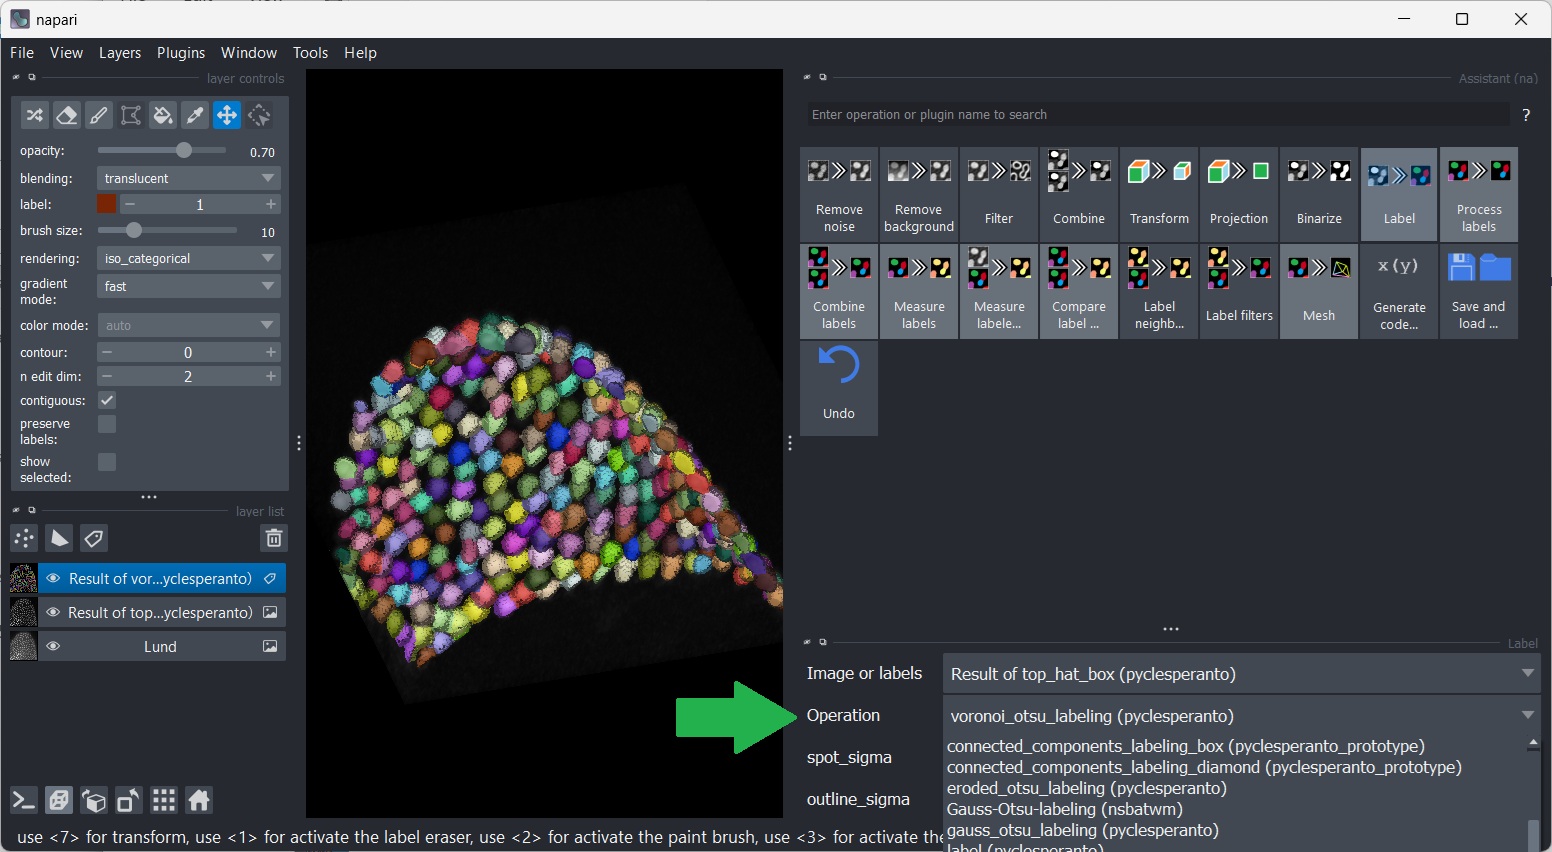 napari
File View Layers Plugins Window Tools Help
layer controls
opacity: 0.70
blending: translucent
label: 1
brush size: 10
rendering: iso_categorical
gradient
mode: fast
color mode: auto
contour: 0
n edit dim: 2
contiguous:
preserve
labels:
show
selected:
layer list
Result of vor...yclesperanto)
Result of top...yclesperanto)
Lund
Assistant (na)
Enter operation or plugin name to search ?
Remove
noise
Remove
background
Filter
Combine
Transform
Projection
Binarize
Label
Process
labels
Combine
labels
Measure
labels
Measure
labele...
Compare
label ...
Label
neighb...
Label filters
Mesh
x(y)
Generate
code...
Save and
load ...
Undo
Label
Image or labels Result of top_hat_box (pyclesperanto)
Operation voronoi_otsu_labeling (pyclesperanto)
spot_sigma
outline_sigma
connected_components_labeling_box (pyclesperanto_prototype)
connected_components_labeling_diamond (pyclesperanto_prototype)
eroded_otsu_labeling (pyclesperanto)
Gauss-Otsu-labeling (nsbatwm)
gauss_otsu_labeling (pyclesperanto)
label (pyclesperanto)
use <7> for transform, use <1> for activate the label eraser, use <2> for activate the paint brush, use <3> for activate the